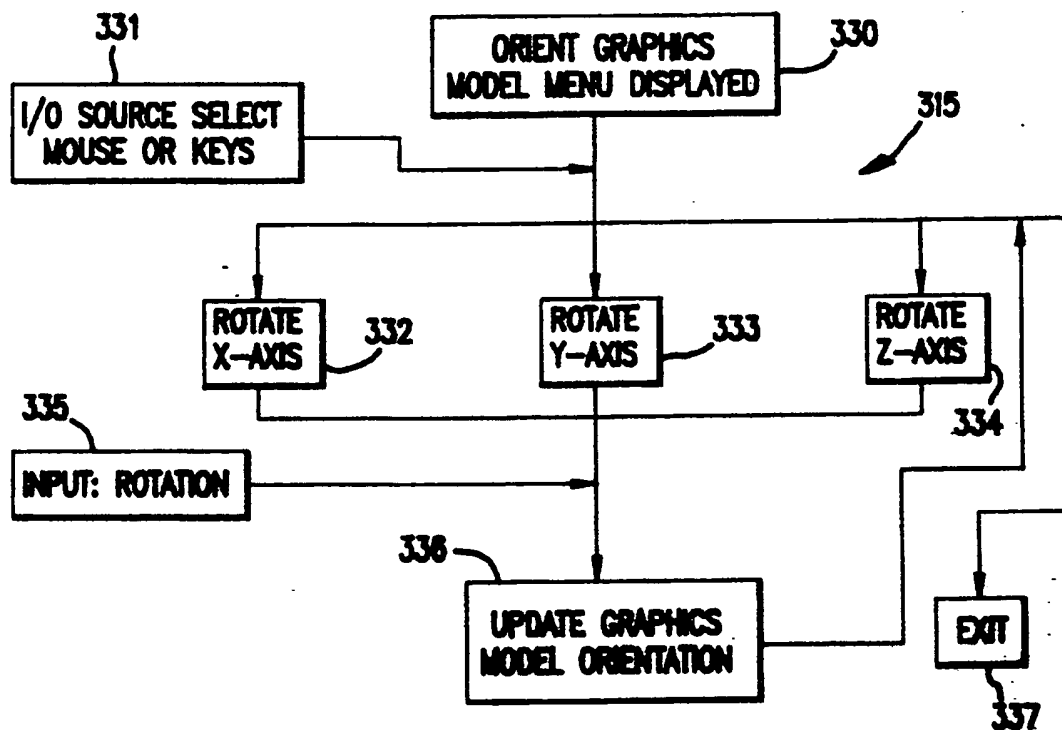 331
I/O SOURCE SELECT
MOUSE OR KEYS
ORIENT GRAPHICS
MODEL MENU DISPLAYED
330
315
ROTATE
X-AXIS
332
ROTATE
Y-AXIS
333
ROTATE
Z-AXIS
334
335
INPUT: ROTATION
336
UPDATE GRAPHICS
MODEL ORIENTATION
EXIT
337